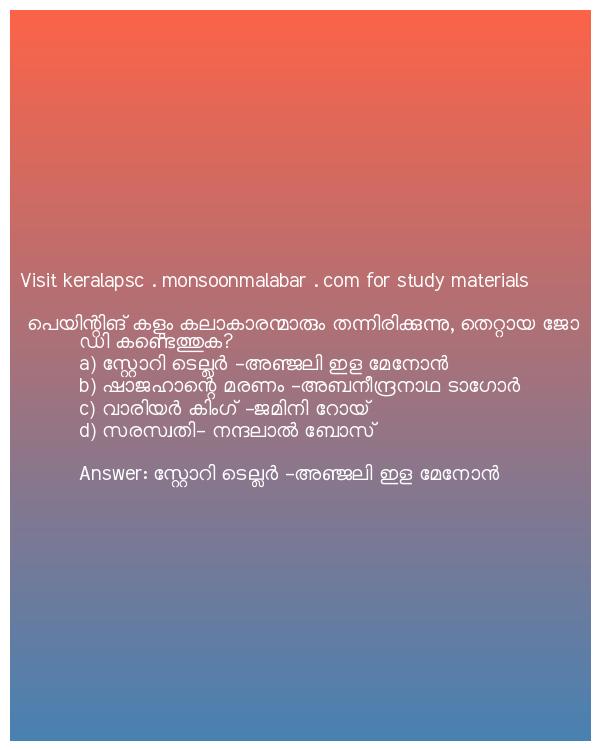 Visit keralapsc . monsoonmalabar . com for study materials
പെയിന്റിങ് കളും കലാകാരന്മാരും തന്നിരിക്കുന്നു, തെറ്റായ ജോ
ഡി കണ്ടെത്തുക?
a) സ്റ്റോറി ടെല്ലർ –അഞ്ജലി ഇള മേനോൻ
b) ഷാജഹാന്റെ മരണം –അബനീന്ദ്രനാഥ ടാഗോർ
c) വാരിയർ കിംഗ് –ജമിനി റോയ്
d) സരസ്വതി– നന്ദലാൽ ബോസ്
Answer: സ്റ്റോറി ടെല്ലർ –അഞ്ജലി ഇള മേനോൻ